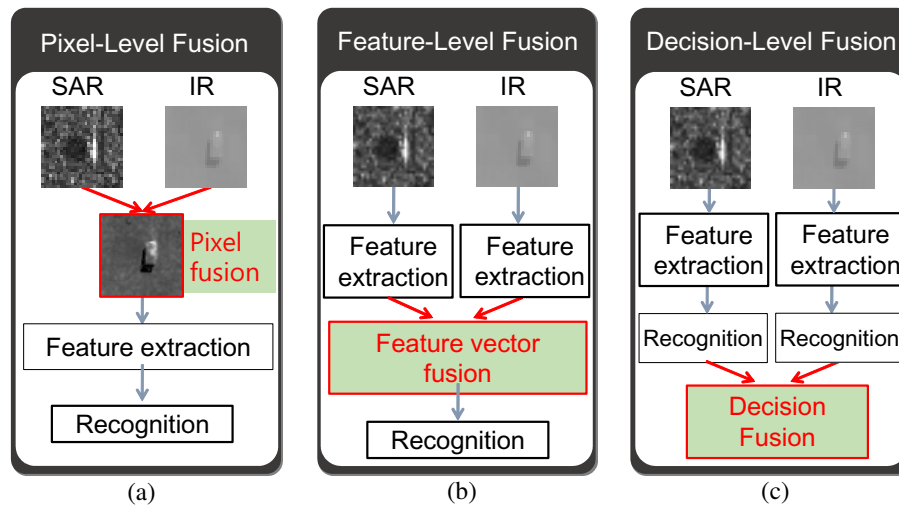 Pixel-Level Fusion
SAR IR
Pixel
fusion
Feature extraction
Recognition
(a)
Feature-Level Fusion
SAR IR
Feature
extraction
Feature
extraction
Feature vector
fusion
Recognition
(b)
Decision-Level Fusion
SAR IR
Feature
extraction
Feature
extraction
Recognition
Recognition
Decision
Fusion
(c)